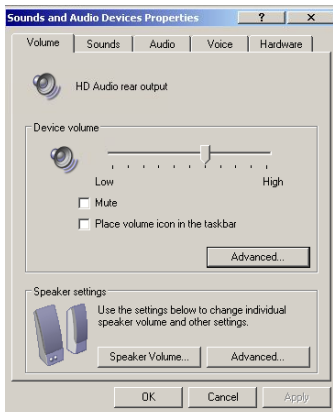 Sounds and Audio Devices Properties
Volume Sounds Audio Voice Hardware
HD Audio rear output
Device volume
Low High
Mute
Place volume icon in the taskbar
Advanced...
Speaker settings
Use the settings below to change individual
speaker volume and other settings.
Speaker Volume... Advanced...
OK Cancel Apply